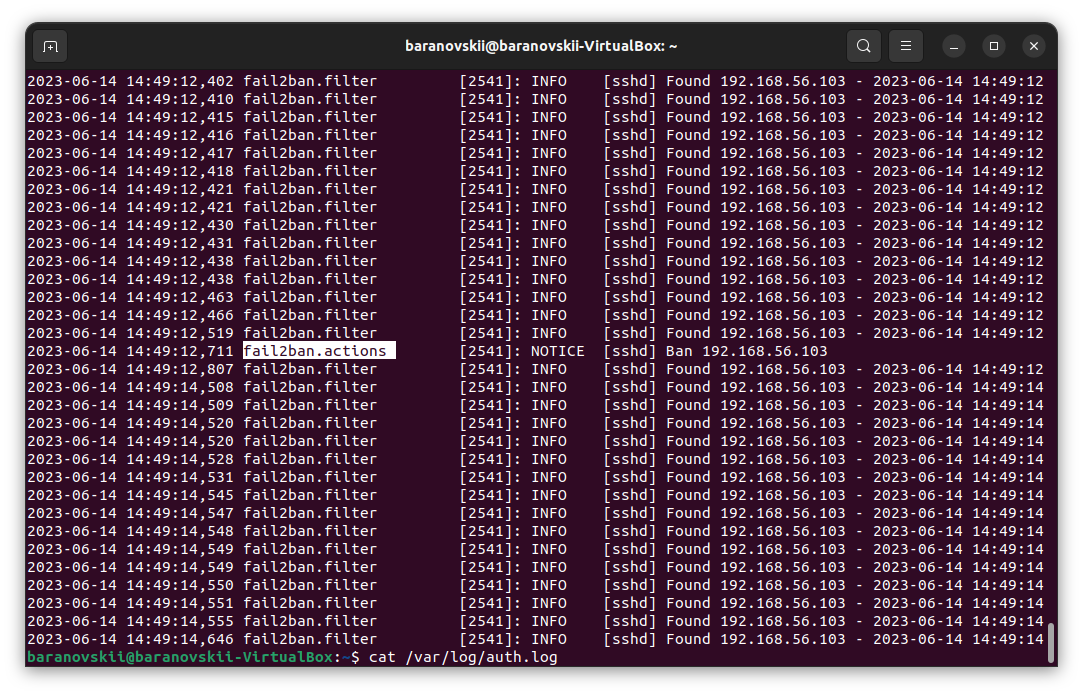 baranovskii@baranovskii-VirtualBox: ~
2023-06-14 14:49:12,402 fail2ban.filter         [2541]: INFO    [sshd] Found 192.168.56.103 - 2023-06-14 14:49:12
2023-06-14 14:49:12,410 fail2ban.filter         [2541]: INFO    [sshd] Found 192.168.56.103 - 2023-06-14 14:49:12
2023-06-14 14:49:12,415 fail2ban.filter         [2541]: INFO    [sshd] Found 192.168.56.103 - 2023-06-14 14:49:12
2023-06-14 14:49:12,416 fail2ban.filter         [2541]: INFO    [sshd] Found 192.168.56.103 - 2023-06-14 14:49:12
2023-06-14 14:49:12,417 fail2ban.filter         [2541]: INFO    [sshd] Found 192.168.56.103 - 2023-06-14 14:49:12
2023-06-14 14:49:12,418 fail2ban.filter         [2541]: INFO    [sshd] Found 192.168.56.103 - 2023-06-14 14:49:12
2023-06-14 14:49:12,421 fail2ban.filter         [2541]: INFO    [sshd] Found 192.168.56.103 - 2023-06-14 14:49:12
2023-06-14 14:49:12,421 fail2ban.filter         [2541]: INFO    [sshd] Found 192.168.56.103 - 2023-06-14 14:49:12
2023-06-14 14:49:12,430 fail2ban.filter         [2541]: INFO    [sshd] Found 192.168.56.103 - 2023-06-14 14:49:12
2023-06-14 14:49:12,431 fail2ban.filter         [2541]: INFO    [sshd] Found 192.168.56.103 - 2023-06-14 14:49:12
2023-06-14 14:49:12,438 fail2ban.filter         [2541]: INFO    [sshd] Found 192.168.56.103 - 2023-06-14 14:49:12
2023-06-14 14:49:12,438 fail2ban.filter         [2541]: INFO    [sshd] Found 192.168.56.103 - 2023-06-14 14:49:12
2023-06-14 14:49:12,463 fail2ban.filter         [2541]: INFO    [sshd] Found 192.168.56.103 - 2023-06-14 14:49:12
2023-06-14 14:49:12,466 fail2ban.filter         [2541]: INFO    [sshd] Found 192.168.56.103 - 2023-06-14 14:49:12
2023-06-14 14:49:12,519 fail2ban.filter         [2541]: INFO    [sshd] Found 192.168.56.103 - 2023-06-14 14:49:12
2023-06-14 14:49:12,711 fail2ban.actions        [2541]: NOTICE  [sshd] Ban 192.168.56.103
2023-06-14 14:49:12,807 fail2ban.filter         [2541]: INFO    [sshd] Found 192.168.56.103 - 2023-06-14 14:49:12
2023-06-14 14:49:14,508 fail2ban.filter         [2541]: INFO    [sshd] Found 192.168.56.103 - 2023-06-14 14:49:14
2023-06-14 14:49:14,509 fail2ban.filter         [2541]: INFO    [sshd] Found 192.168.56.103 - 2023-06-14 14:49:14
2023-06-14 14:49:14,520 fail2ban.filter         [2541]: INFO    [sshd] Found 192.168.56.103 - 2023-06-14 14:49:14
2023-06-14 14:49:14,520 fail2ban.filter         [2541]: INFO    [sshd] Found 192.168.56.103 - 2023-06-14 14:49:14
2023-06-14 14:49:14,528 fail2ban.filter         [2541]: INFO    [sshd] Found 192.168.56.103 - 2023-06-14 14:49:14
2023-06-14 14:49:14,531 fail2ban.filter         [2541]: INFO    [sshd] Found 192.168.56.103 - 2023-06-14 14:49:14
2023-06-14 14:49:14,545 fail2ban.filter         [2541]: INFO    [sshd] Found 192.168.56.103 - 2023-06-14 14:49:14
2023-06-14 14:49:14,547 fail2ban.filter         [2541]: INFO    [sshd] Found 192.168.56.103 - 2023-06-14 14:49:14
2023-06-14 14:49:14,548 fail2ban.filter         [2541]: INFO    [sshd] Found 192.168.56.103 - 2023-06-14 14:49:14
2023-06-14 14:49:14,549 fail2ban.filter         [2541]: INFO    [sshd] Found 192.168.56.103 - 2023-06-14 14:49:14
2023-06-14 14:49:14,549 fail2ban.filter         [2541]: INFO    [sshd] Found 192.168.56.103 - 2023-06-14 14:49:14
2023-06-14 14:49:14,550 fail2ban.filter         [2541]: INFO    [sshd] Found 192.168.56.103 - 2023-06-14 14:49:14
2023-06-14 14:49:14,551 fail2ban.filter         [2541]: INFO    [sshd] Found 192.168.56.103 - 2023-06-14 14:49:14
2023-06-14 14:49:14,555 fail2ban.filter         [2541]: INFO    [sshd] Found 192.168.56.103 - 2023-06-14 14:49:14
2023-06-14 14:49:14,646 fail2ban.filter         [2541]: INFO    [sshd] Found 192.168.56.103 - 2023-06-14 14:49:14
baranovskii@baranovskii-VirtualBox:~$ cat /var/log/auth.log